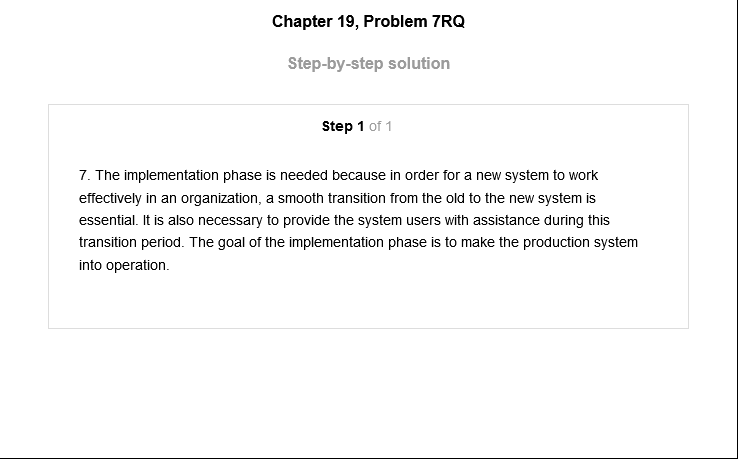 Chapter 19, Problem 7RQ
Step-by-step solution
Step 1 of 1
7. The implementation phase is needed because in order for a new system to work
effectively in an organization, a smooth transition from the old to the new system is
essential. It is also necessary to provide the system users with assistance during this
transition period. The goal of the implementation phase is to make the production system
into operation.